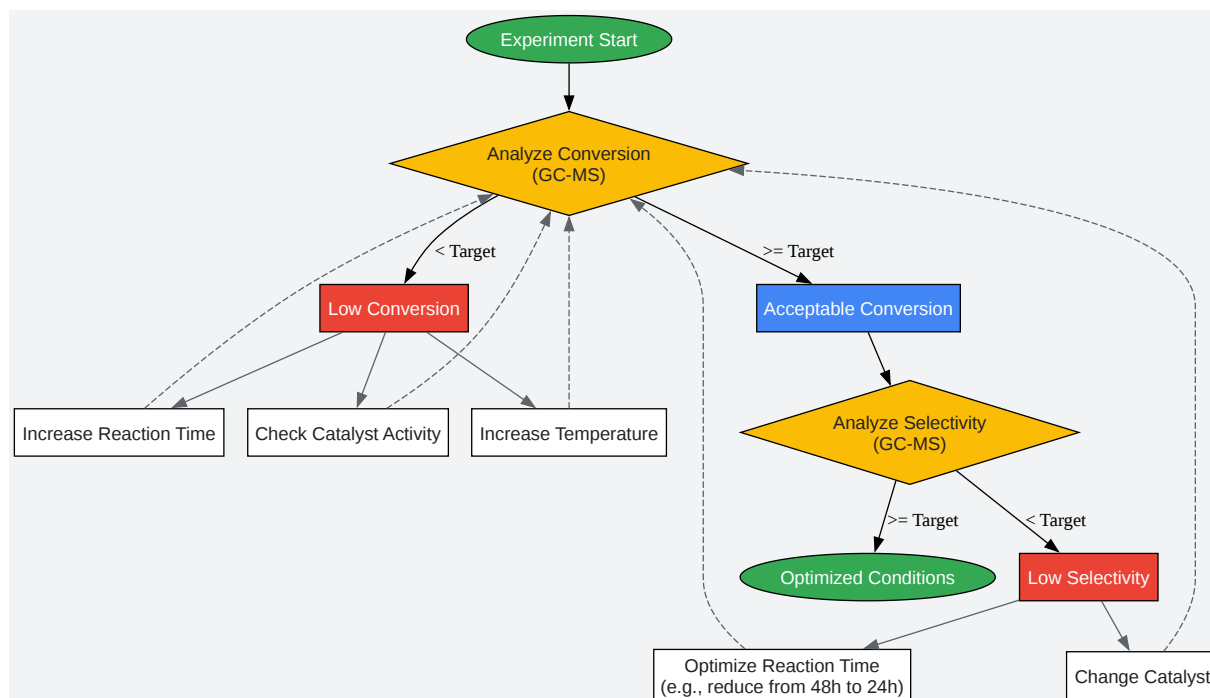 Experiment Start
Analyze Conversion
(GC-MS)
< Target
>= Target
Low Conversion
Acceptable Conversion
Increase Reaction Time
Check Catalyst Activity
Increase Temperature
Analyze Selectivity
(GC-MS)
>= Target
< Target
Optimized Conditions
Low Selectivity
Optimize Reaction Time
(e.g., reduce from 48h to 24h)
Change Catalyst